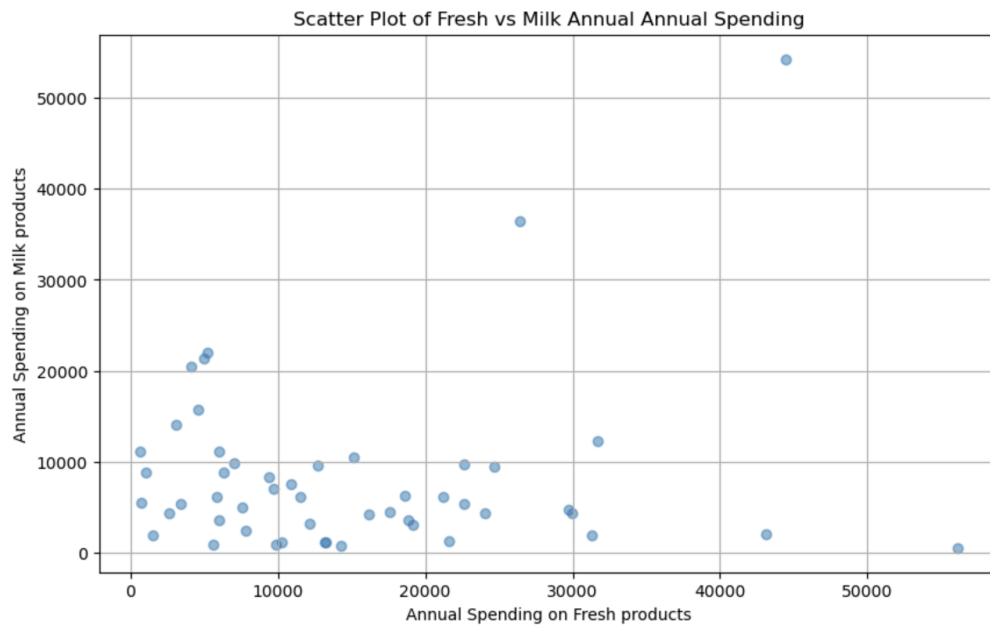 Scatter Plot of Fresh vs Milk Annual Annual Spending
50000
40000
30000
20000
10000
0
Annual Spending on Milk products
0 10000 20000 30000 40000 50000
Annual Spending on Fresh products